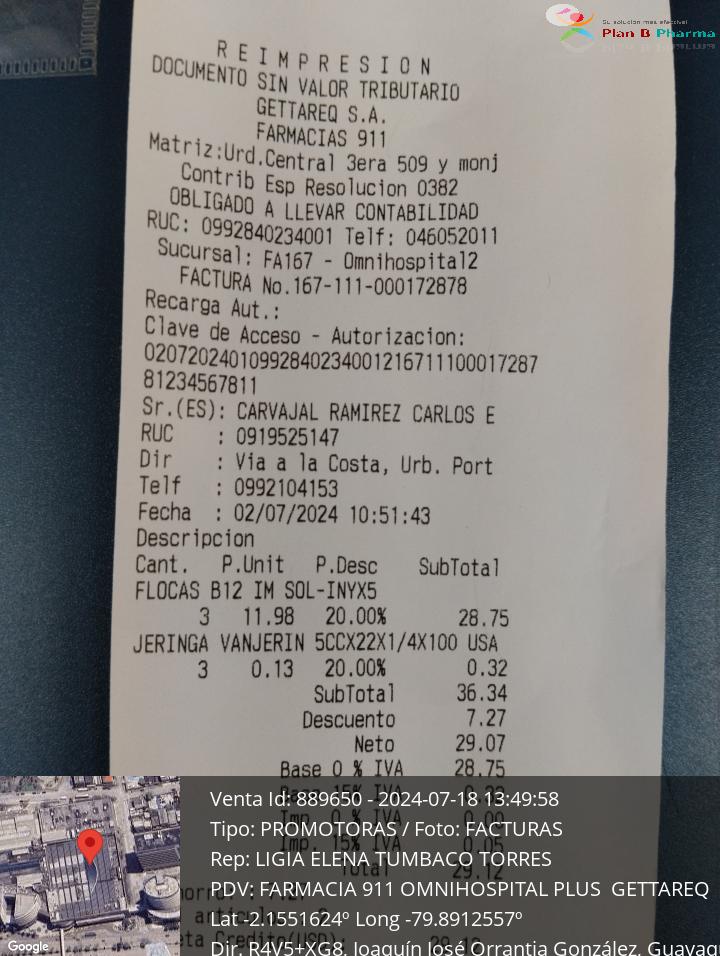 Su solución más efectiva!
Plan B Pharma
REIMPRESION
DOCUMENTO SIN VALOR TRIBUTARIO
GETTAREQ S.A.
FARMACIAS 911
Matriz:Urd.Central 3era 509 y monj
Contrib Esp Resolucion 0382
OBLIGADO A LLEVAR CONTABILIDAD
RUC: 0992840234001 Telf: 046052011
Sucursal: FA167 - Omnihospital2
FACTURA No.167-111-000172878
Recarga Aut.:
Clave de Acceso - Autorizacion:
0207202401099284023400121671110001 7287
81234567811
Sr.(ES): CARVAJAL RAMIREZ CARLOS E
RUC : 0919525147
Dir : Via a la Costa, Urb. Port
Telf : 0992104153
Fecha : 02/07/2024 10:51:43
Descripcion
Cant. P.Unit P.Desc SubTotal
FLOCAS B12 IM SOL-INYX5
3 11.98 20.00% 28.75
JERINGA VANJERIN 5CCX22X1/4X100 USA
3 0.13 20.00% 0.32
SubTotal 36.34
Descuento 7.27
Neto 29.07
Base 0 % IVA 28.75
Venta Id: 889650 - 2024-07-18 13:49:58
Imp. 0 % IVA 0.00
Tipo: PROMOTORAS / Foto: FACTURAS
Imp. 15% IVA 0.05
Rep: LIGIA ELENA TUMBACO TORRES
Total 29.12
PDV: FARMACIA 911 OMNIHOSPITAL PLUS GETTAREQ
Lat -2.1551624º Long -79.8912557º
Dir. R4V5+XG8, Joaquín José Orrantia González, Guayaq
Google